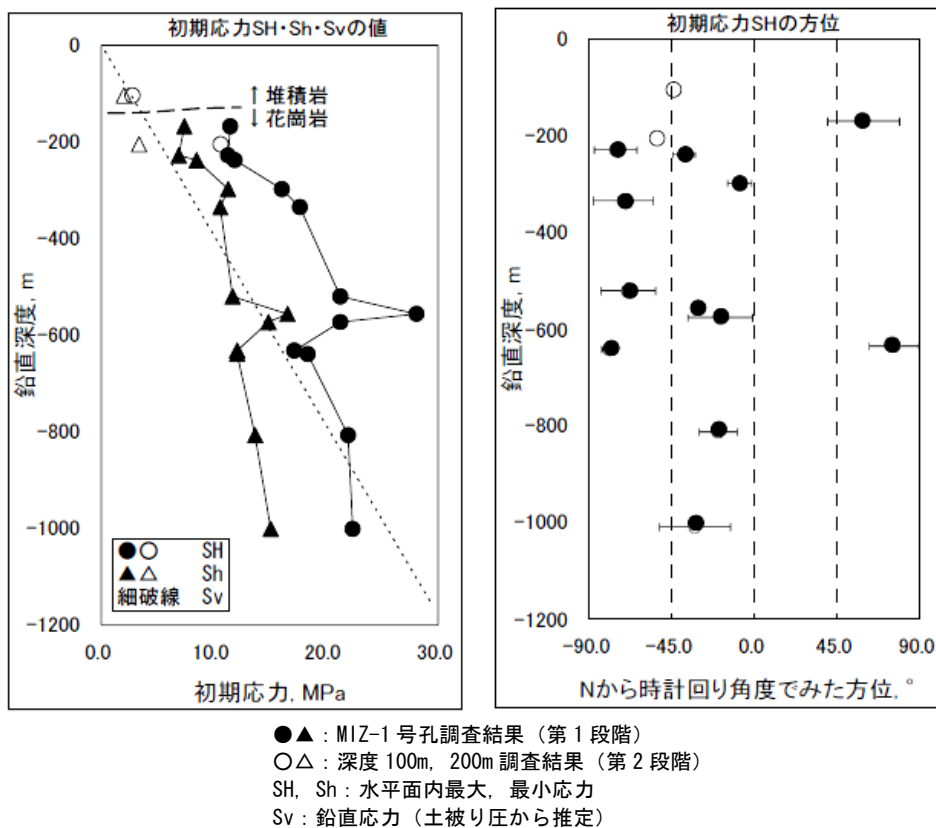 初期応力SH・Sh・Svの値
0
-200
-400
-600
-800
-1000
-1200
鉛直深度, m
↑ 堆積岩
↓ 花崗岩
●○ SH
▲△ Sh
細破線 Sv
0.0 10.0 20.0 30.0
初期応力, MPa
初期応力SHの方位
0
-200
-400
-600
-800
-1000
-1200
鉛直深度, m
-90.0 -45.0 0.0 45.0 90.0
Nから時計回り角度でみた方位, °
●▲：MIZ-1 号孔調査結果（第 1 段階）
○△：深度 100m, 200m 調査結果（第 2 段階）
SH, Sh：水平面内最大, 最小応力
Sv：鉛直応力（土被り圧から推定）